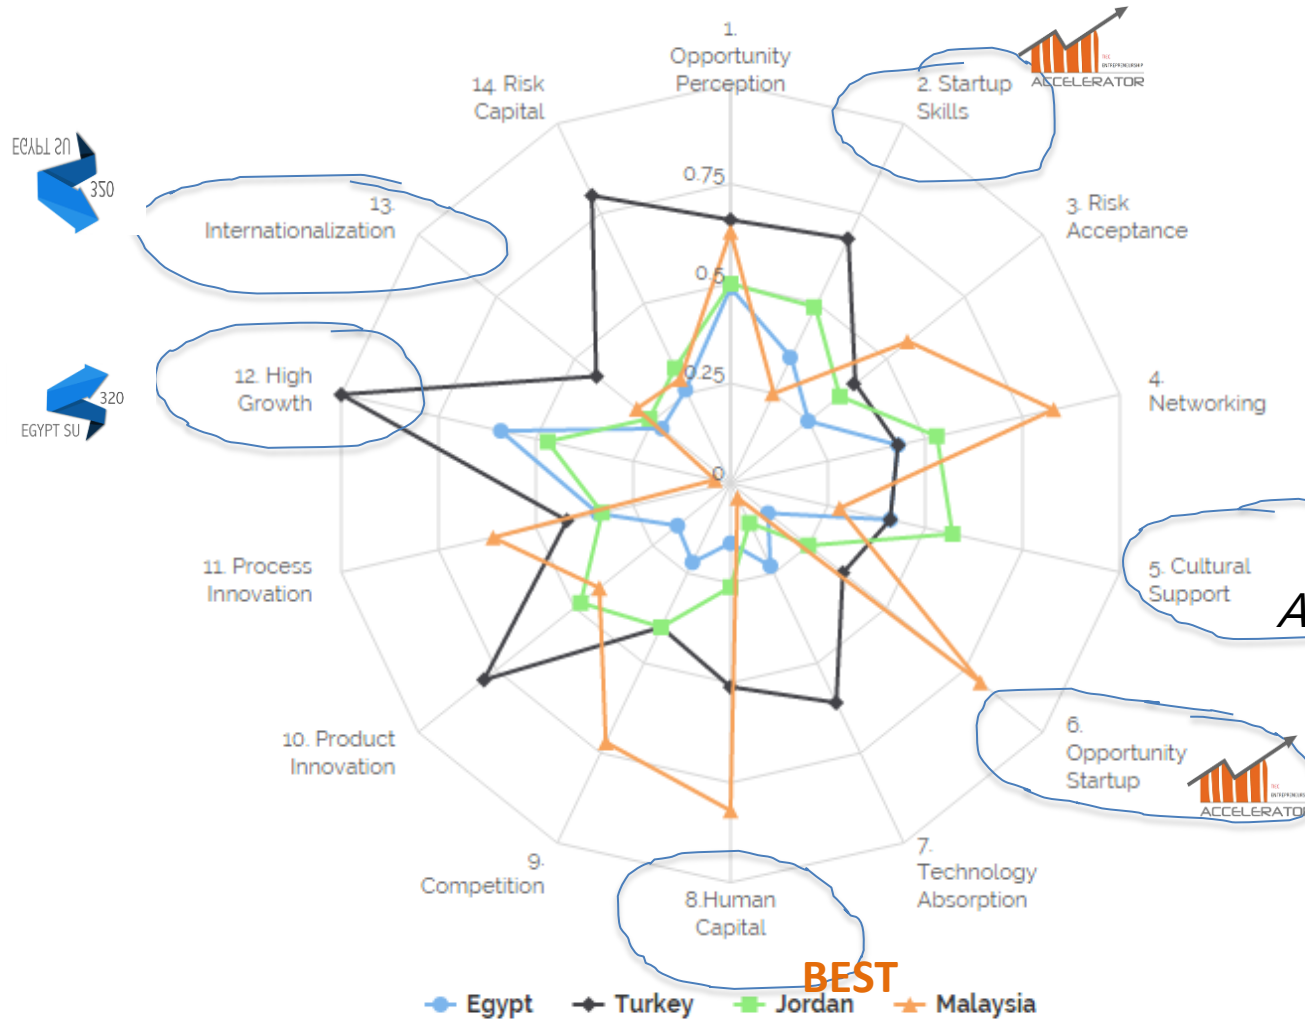 1.
Opportunity
Perception
2. Startup
Skills
ACCELERATOR
3. Risk
Acceptance
4.
Networking
5. Cultural
Support
A
6.
Opportunity
Startup
ACCELERATOR
7.
Technology
Absorption
8.Human
Capital
BEST
9.
Competition
10. Product
Innovation
11. Process
Innovation
12. High
Growth
320
EGYPT SU
13.
Internationalization
EGYPT SU
320
14. Risk
Capital
0.75
0.5
0.25
0
Egypt
Turkey
Jordan
Malaysia